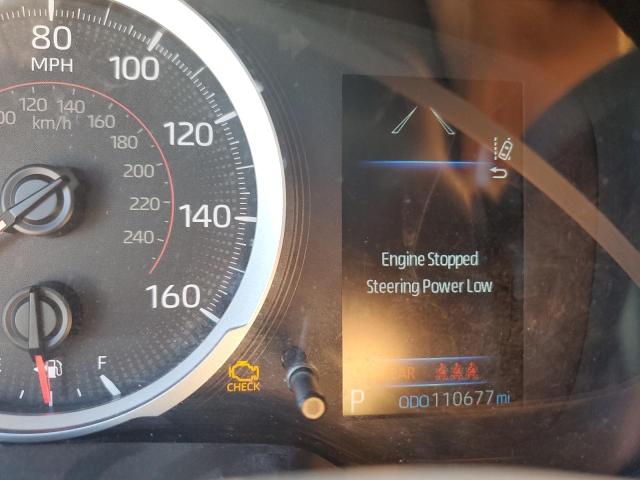 80
MPH
100
120
140
160
120 140
km/h
160
180
200
220
240
E
F
CHECK
Engine Stopped
Steering Power Low
P
ODO 110677 mi